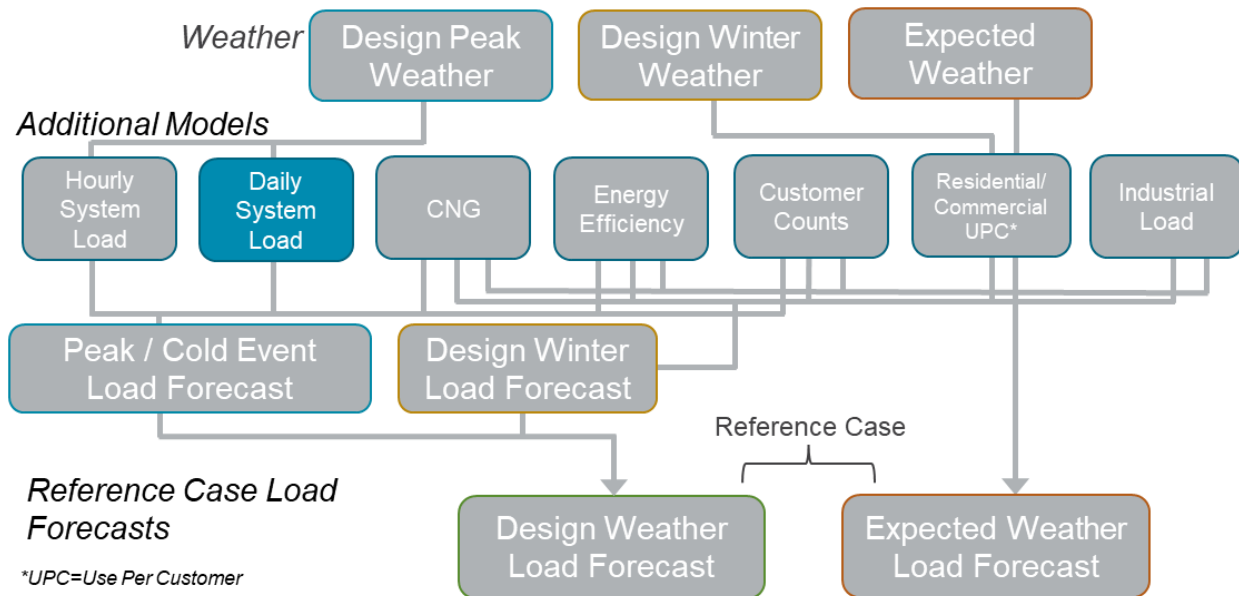 Weather
Design Peak
Weather
Design Winter
Weather
Expected
Weather
Additional Models
Hourly
System
Load
Daily
System
Load
CNG
Energy
Efficiency
Customer
Counts
Residential/
Commercial
UPC*
Industrial
Load
Peak / Cold Event
Load Forecast
Design Winter
Load Forecast
Reference Case
Reference Case Load
Forecasts
Design Weather
Load Forecast
Expected Weather
Load Forecast
*UPC=Use Per Customer